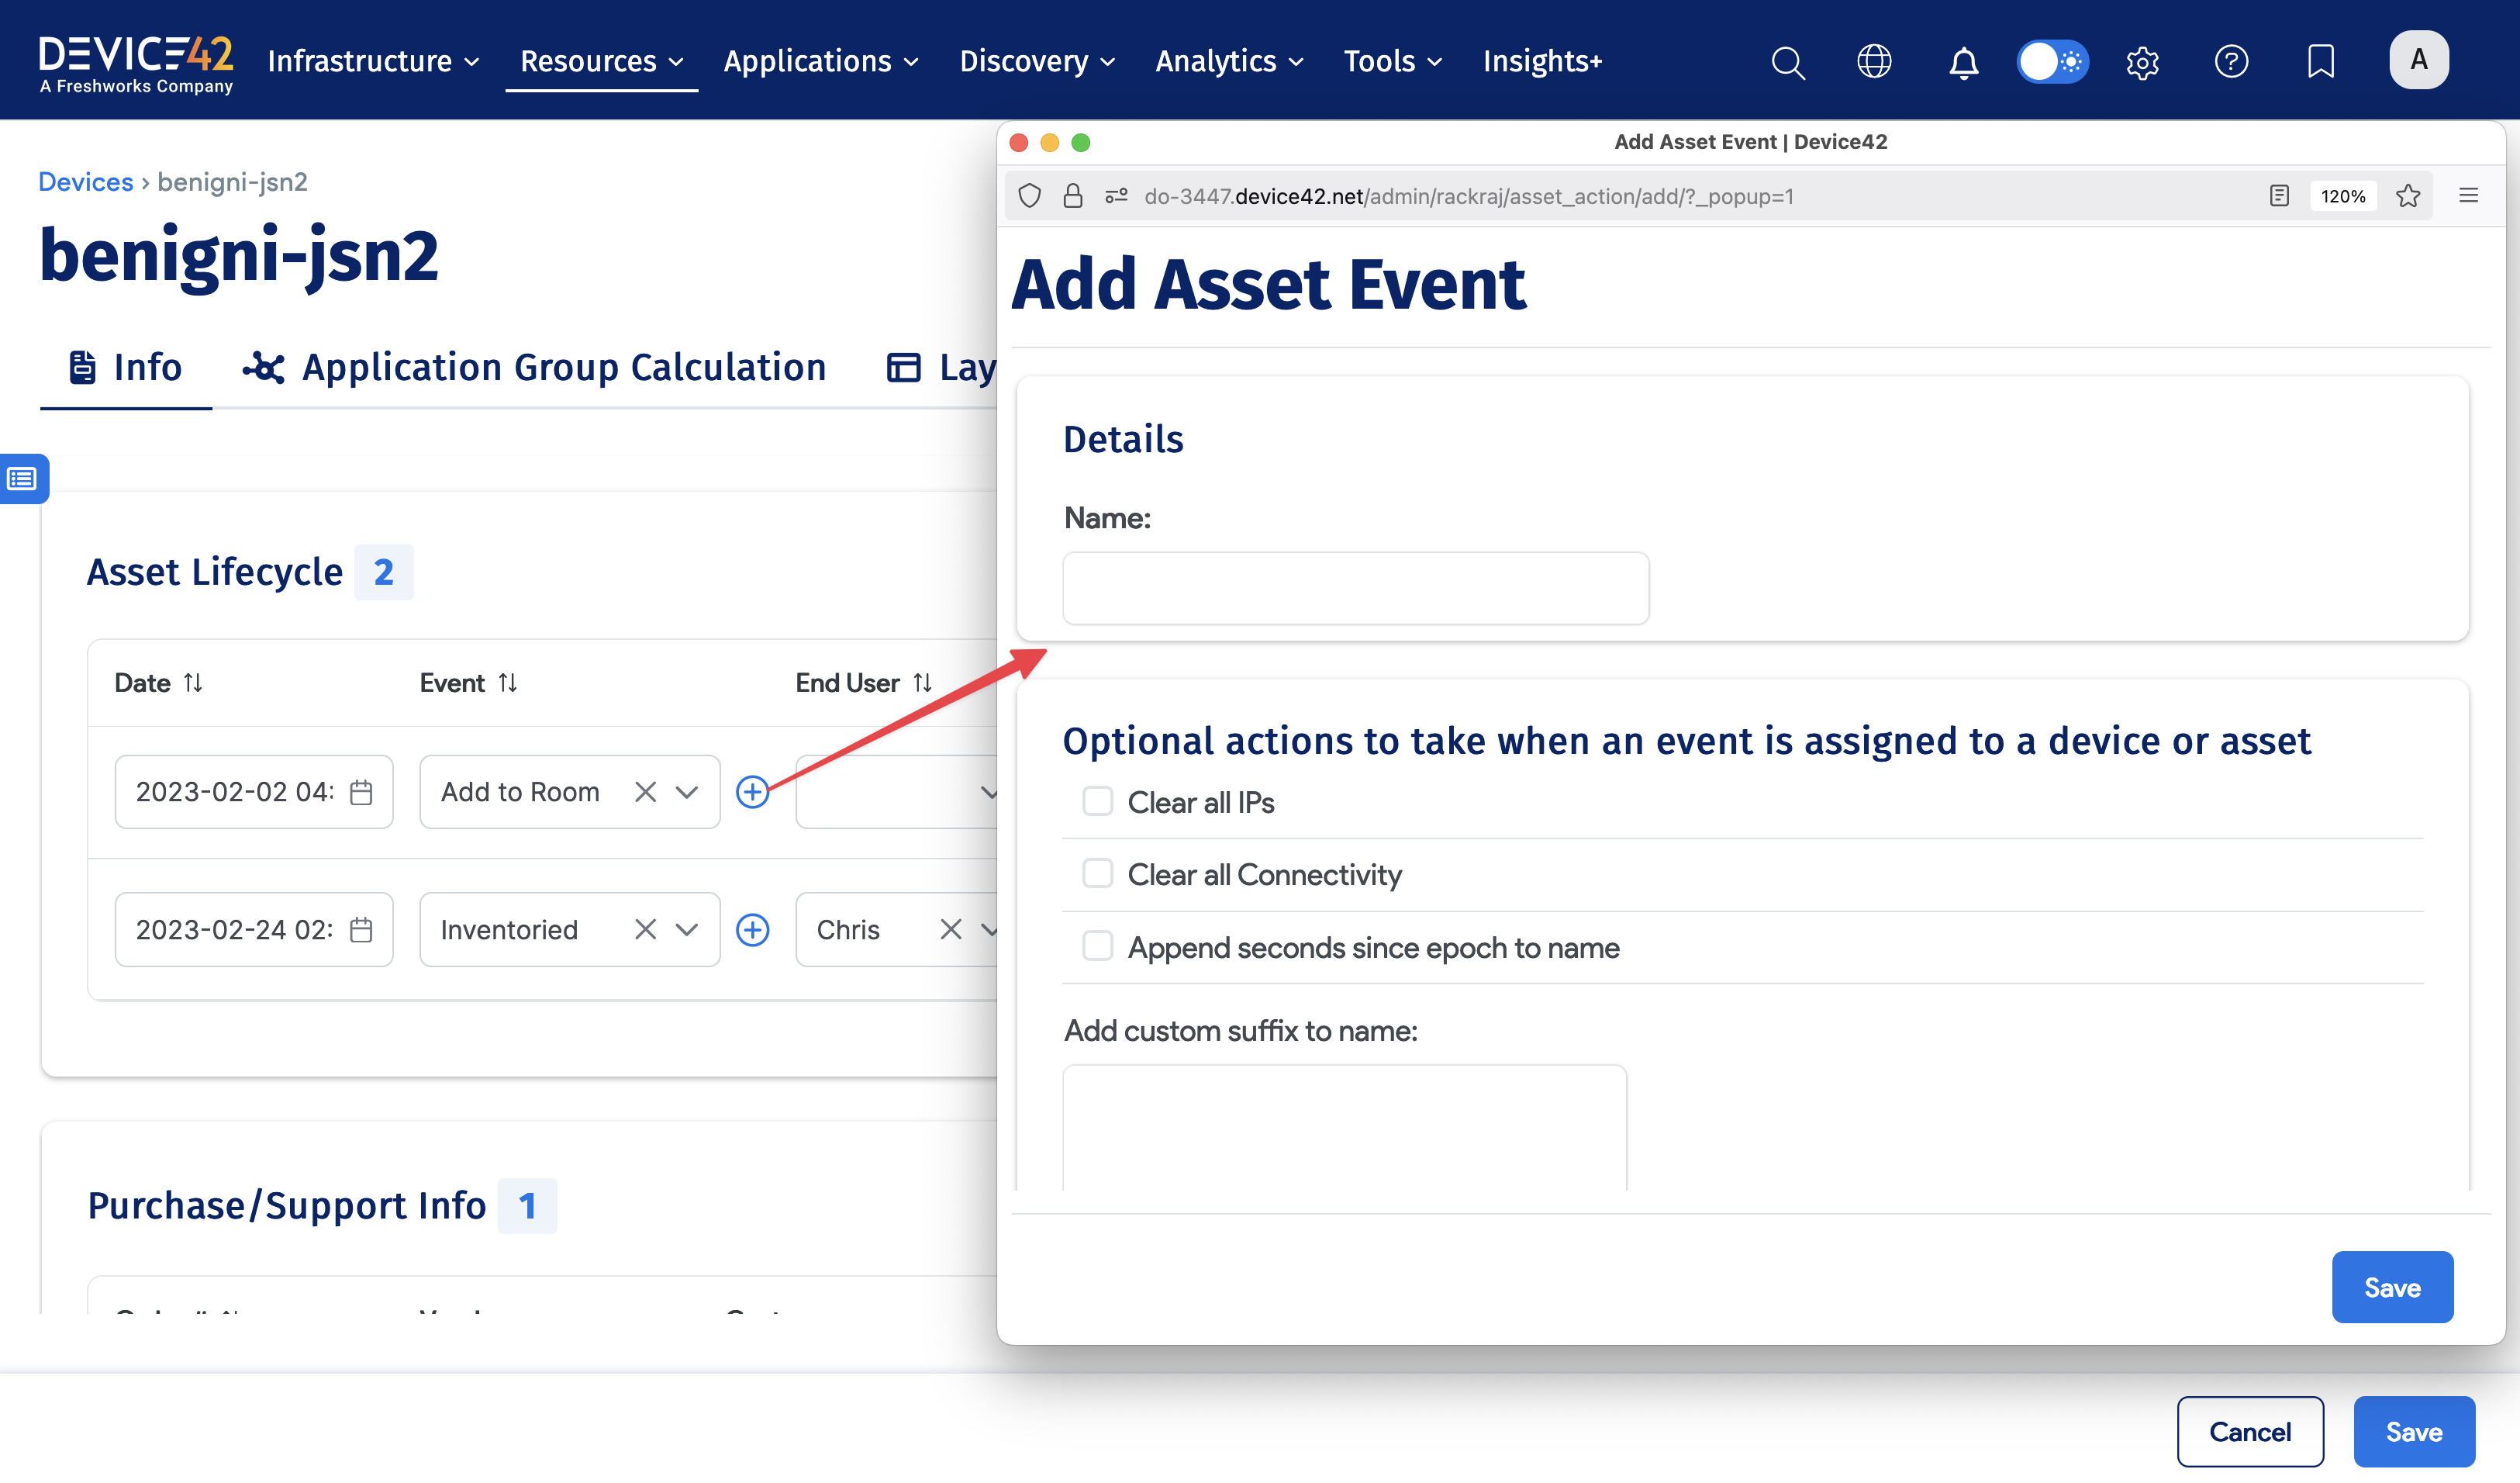 DEVICE42
A Freshworks Company
Infrastructure
Resources
Applications
Discovery
Analytics
Tools
Insights+
A
Devices › benigni-jsn2
benigni-jsn2
Info
Application Group Calculation
Lay
Asset Lifecycle 2
Date
Event
End User
2023-02-02 04:
Add to Room
2023-02-24 02:
Inventoried
Chris
Purchase/Support Info 1
Add Asset Event | Device42
do-3447.device42.net/admin/rackraj/asset_action/add/?_popup=1
120%
Add Asset Event
Details
Name:
Optional actions to take when an event is assigned to a device or asset
Clear all IPs
Clear all Connectivity
Append seconds since epoch to name
Add custom suffix to name:
Save
Cancel
Save